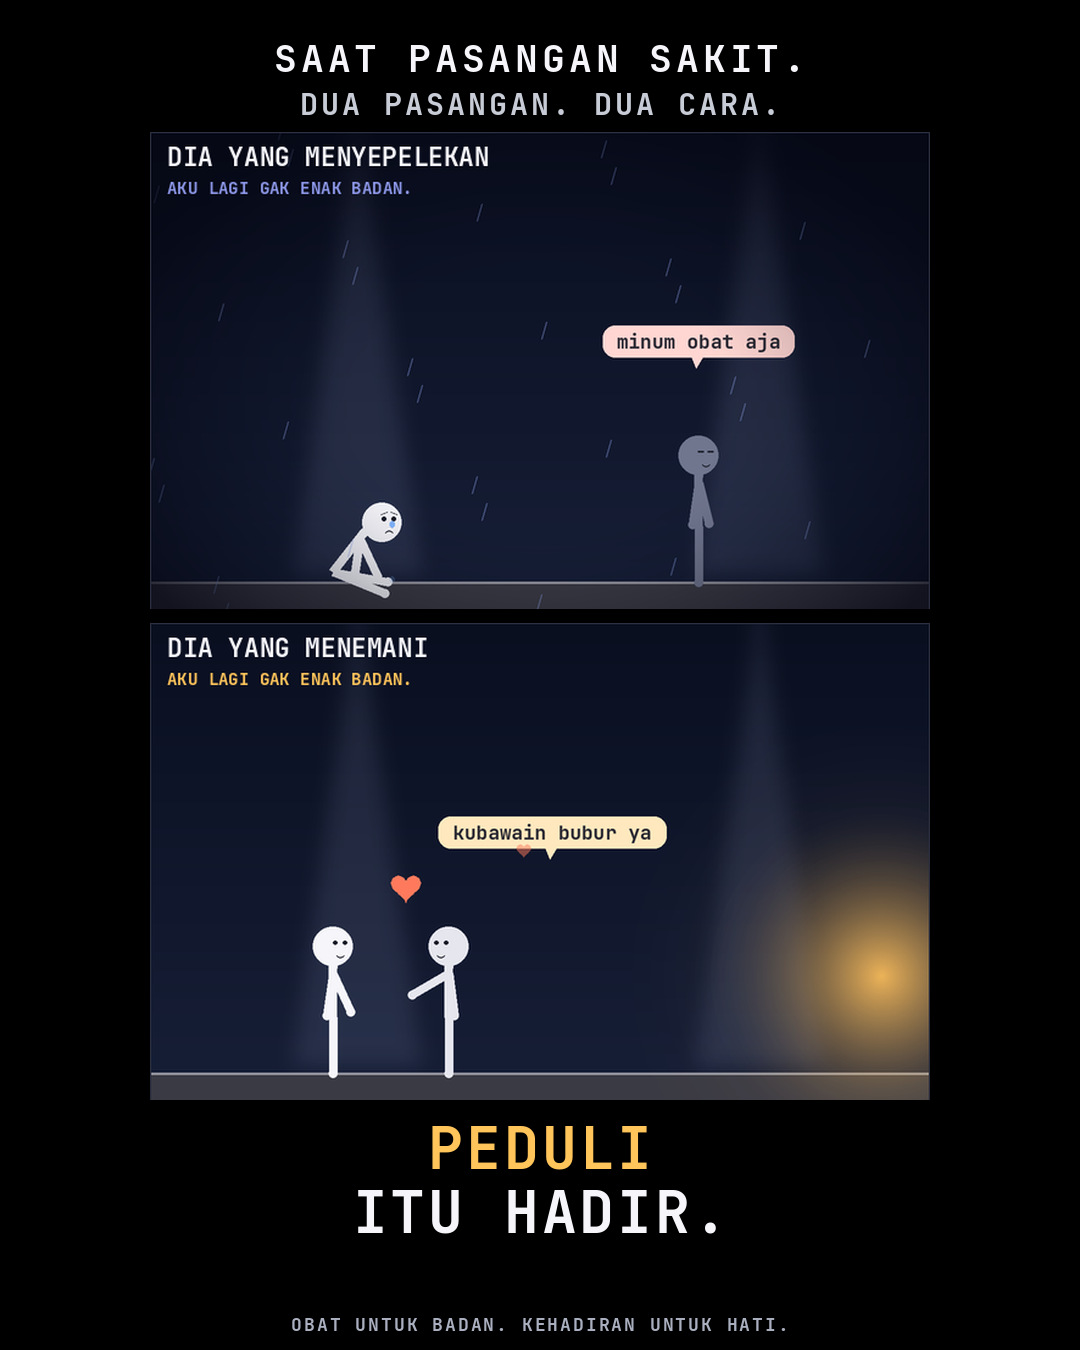 SAAT PASANGAN SAKIT.
DUA PASANGAN. DUA CARA.
DIA YANG MENYEPELEKAN
AKU LAGI GAK ENAK BADAN.
minum obat aja
DIA YANG MENEMANI
AKU LAGI GAK ENAK BADAN.
kubawain bubur ya
PEDULI
ITU HADIR.
OBAT UNTUK BADAN. KEHADIRAN UNTUK HATI.